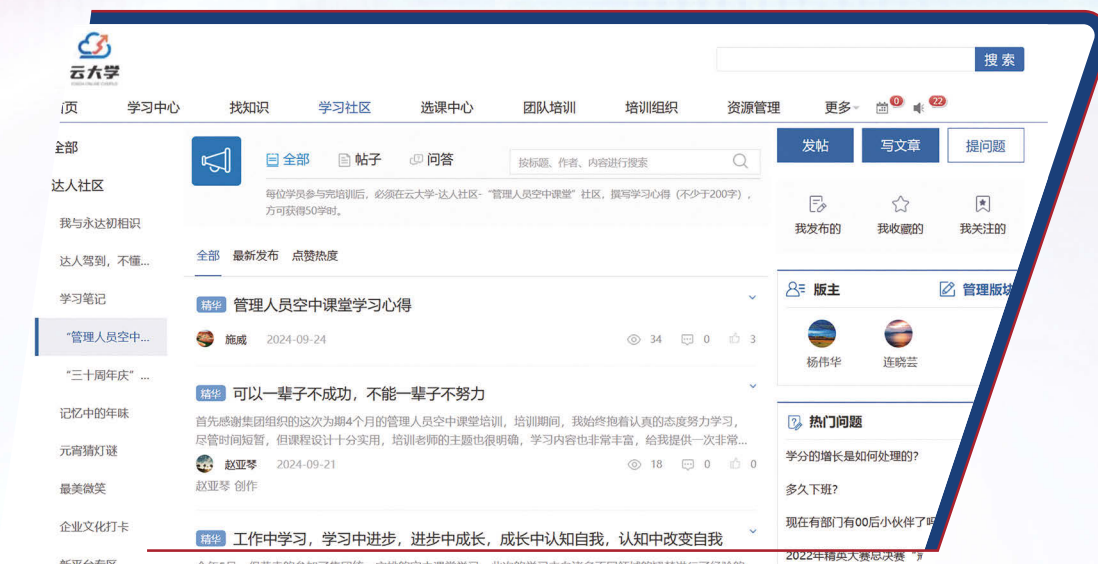 云大学
搜索
页 学习中心 找知识 学习社区 选课中心 团队培训 培训组织 资源管理 更多 0 22
全部
达人社区
我与永达初相识
达人驾到，不懂...
学习笔记
“管理人员空中...
“三十周年庆” ...
记忆中的年味
元宵猜灯谜
最美微笑
企业文化打卡
全部 帖子 问答 按标题、作者、内容进行搜索
每位学员参与完培训后，必须在云大学-达人社区-“管理人员空中课堂”社区，撰写学习心得（不少于200字），
方可获得50学时。
全部 最新发布 点赞热度
精华 管理人员空中课堂学习心得
施威 2024-09-24 34 0 3
精华 可以一辈子不成功，不能一辈子不努力
首先感谢集团组织的这次为期4个月的管理人员空中课堂培训，培训期间，我始终抱着认真的态度努力学习，
尽管时间短暂，但课程设计十分实用，培训老师的主题也很明确，学习内容也非常丰富，给我提供一次非常...
赵亚琴 2024-09-21 18 0 0
赵亚琴 创作
精华 工作中学习，学习中进步，进步中成长，成长中认知自我，认知中改变自我
发帖 写文章 提问题
我发布的 我收藏的 我关注的
版主 管理版块
杨伟华 连晓芸
热门问题
学分的增长是如何处理的?
多久下班?
现在有部门有00后小伙伴了吗
2022年精英大赛总决赛